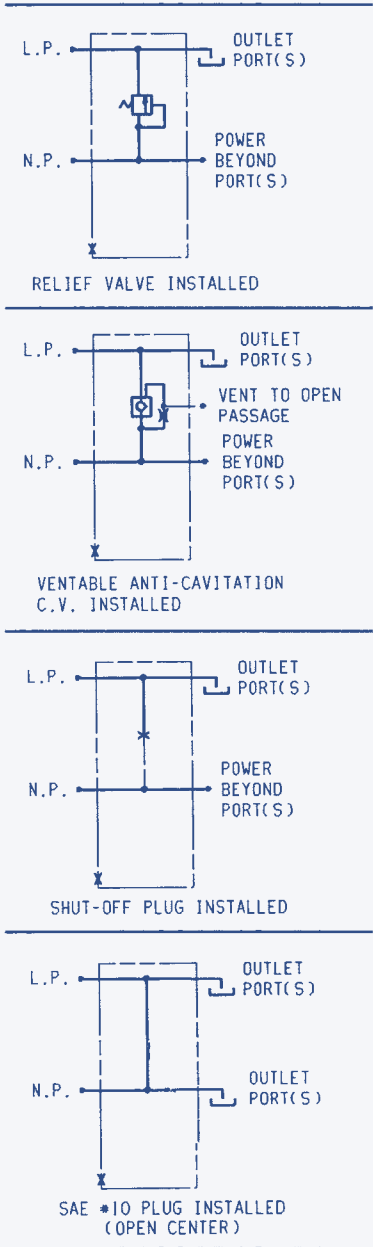 L.P.
OUTLET
PORT(S)
N.P.
POWER
BEYOND
PORT(S)
RELIEF VALVE INSTALLED
L.P.
OUTLET
PORT(S)
VENT TO OPEN
PASSAGE
N.P.
POWER
BEYOND
PORT(S)
VENTABLE ANTI-CAVITATION
C.V. INSTALLED
L.P.
OUTLET
PORT(S)
N.P.
POWER
BEYOND
PORT(S)
SHUT-OFF PLUG INSTALLED
L.P.
OUTLET
PORT(S)
N.P.
OUTLET
PORT(S)
SAE #10 PLUG INSTALLED
(OPEN CENTER)